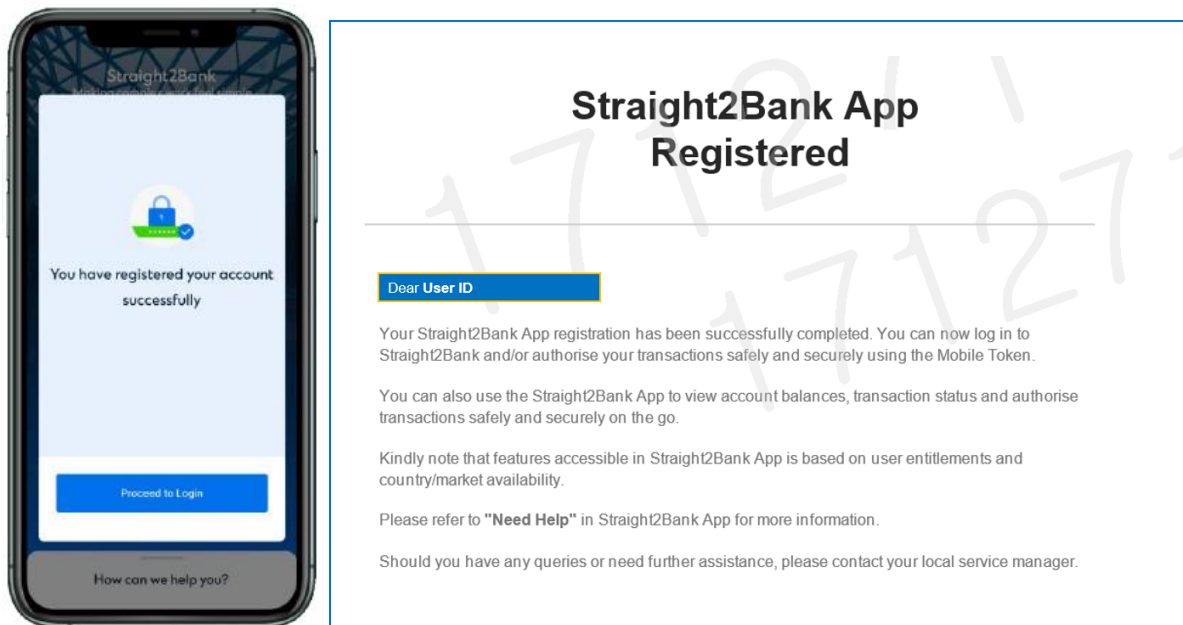 Straight2Bank
Making complex work feel simple
You have registered your account
successfully
Proceed to Login
How can we help you?
Straight2Bank App
Registered
Dear User ID
Your Straight2Bank App registration has been successfully completed. You can now log in to
Straight2Bank and/or authorise your transactions safely and securely using the Mobile Token.
You can also use the Straight2Bank App to view account balances, transaction status and authorise
transactions safely and securely on the go.
Kindly note that features accessible in Straight2Bank App is based on user entitlements and
country/market availability.
Please refer to "Need Help" in Straight2Bank App for more information.
Should you have any queries or need further assistance, please contact your local service manager.